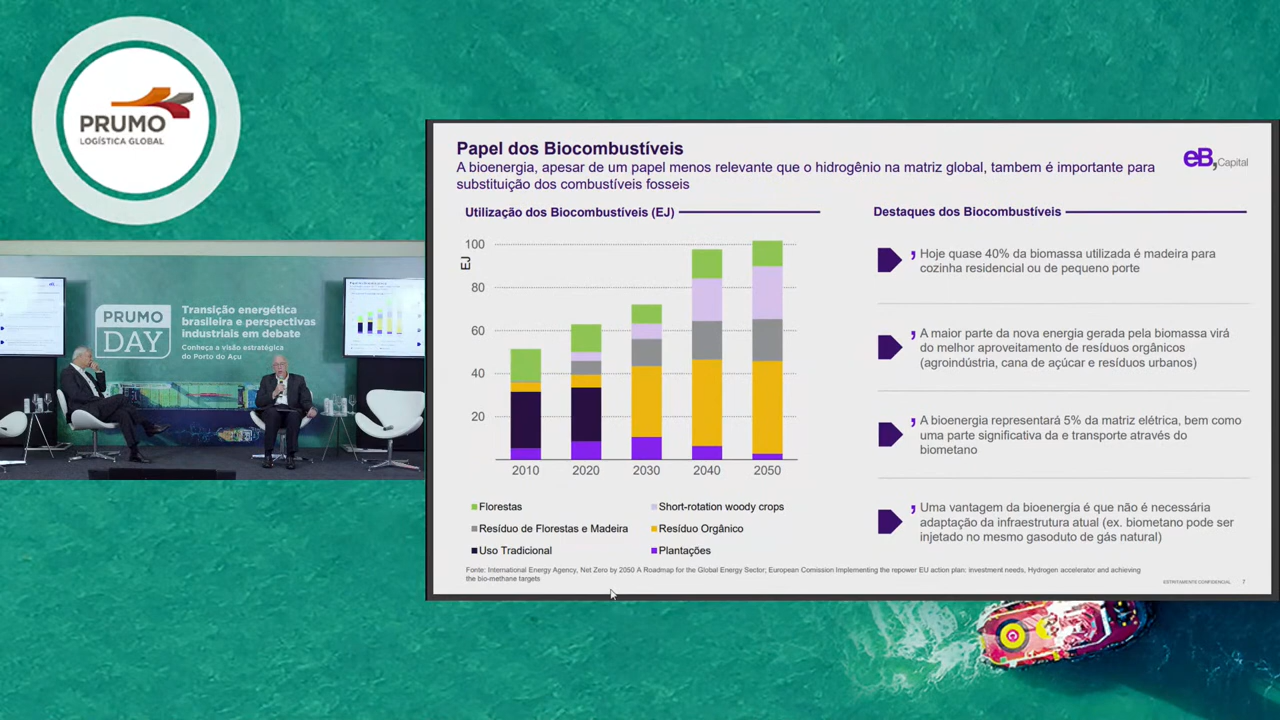 PRUMO
LOGÍSTICA GLOBAL
PRUMO
DAY
Transição energética
brasileira e perspectivas
industriais em debate
Conheça a visão estratégica
do Porto do Açu
Papel dos Biocombustíveis
A bioenergia, apesar de um papel menos relevante que o hidrogênio na matriz global, tambem é importante para
substituição dos combustíveis fosseis
eB,Capital
Utilização dos Biocombustíveis (EJ)
EJ
100
80
60
40
20
2010 2020 2030 2040 2050
Florestas
Short-rotation woody crops
Resíduo de Florestas e Madeira
Resíduo Orgânico
Uso Tradicional
Plantações
Destaques dos Biocombustíveis
Hoje quase 40% da biomassa utilizada é madeira para
cozinha residencial ou de pequeno porte
A maior parte da nova energia gerada pela biomassa virá
do melhor aproveitamento de resíduos orgânicos
(agroindústria, cana de açúcar e resíduos urbanos)
A bioenergia representará 5% da matriz elétrica, bem como
uma parte significativa da e transporte através do
biometano
Uma vantagem da bioenergia é que não é necessária
adaptação da infraestrutura atual (ex. biometano pode ser
injetado no mesmo gasoduto de gás natural)
Fonte: International Energy Agency, Net Zero by 2050 A Roadmap for the Global Energy Sector; European Comission Implementing the repower EU action plan: investment needs, Hydrogen accelerator and achieving
the bio-methane targets
ESTRITAMENTE CONFIDENCIAL 7